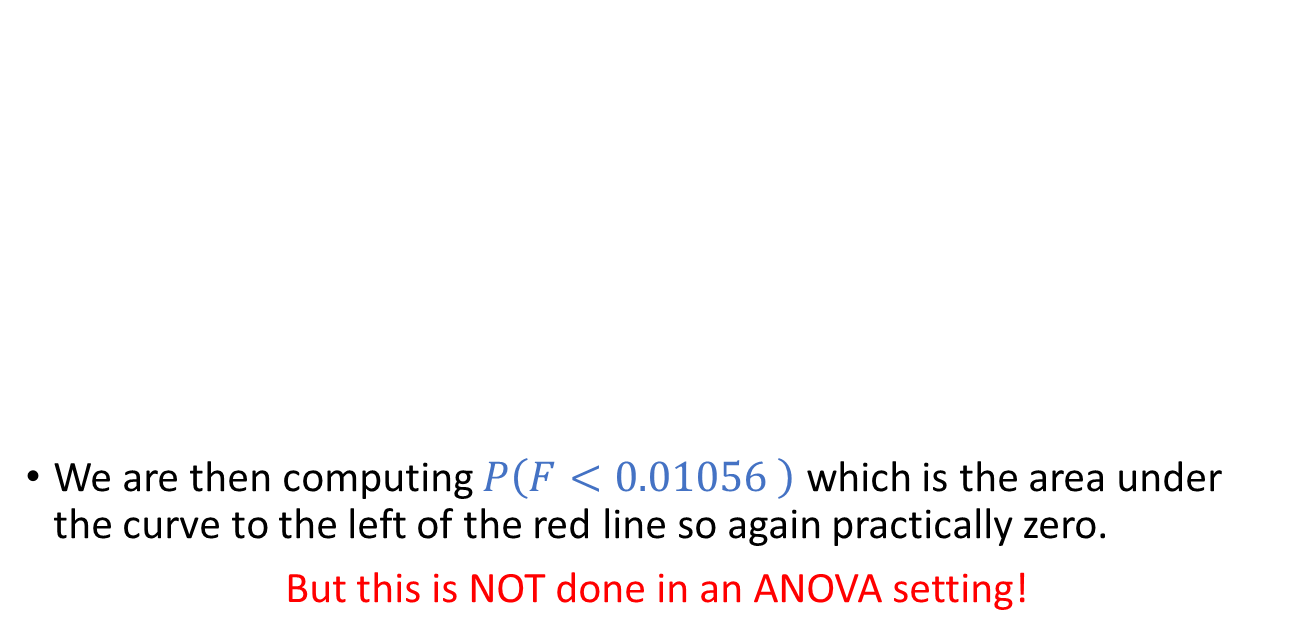 • We are then computing P(F < 0.01056 ) which is the area under
the curve to the left of the red line so again practically zero.
But this is NOT done in an ANOVA setting!